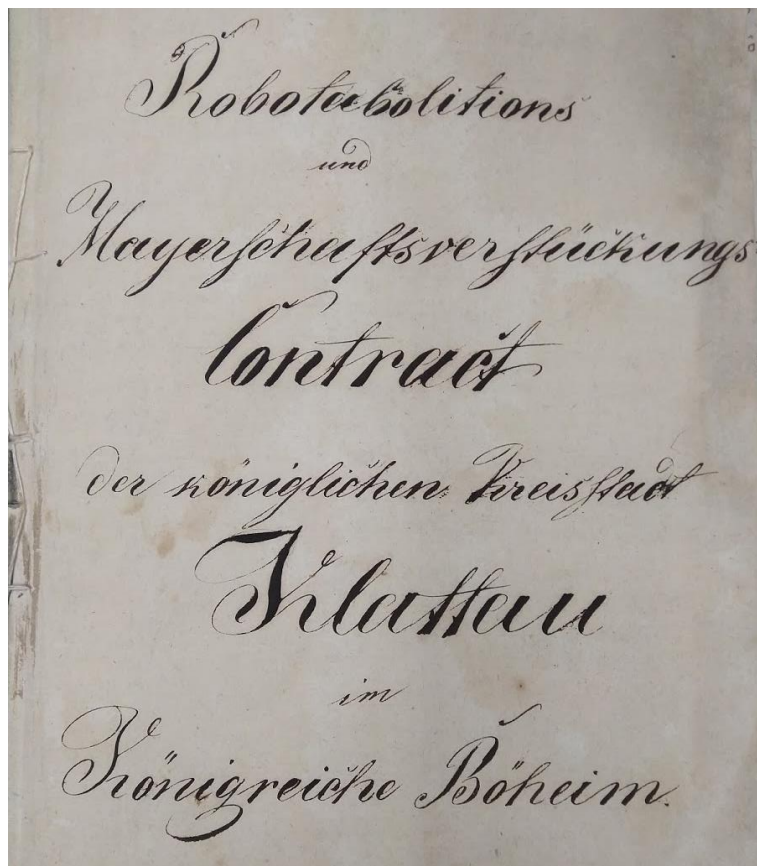 Robotabolitions
und
Mayerschaftsverstückungs
Contract
der königlichen Kreisstadt
Klattau
im
Königreiche Böheim.